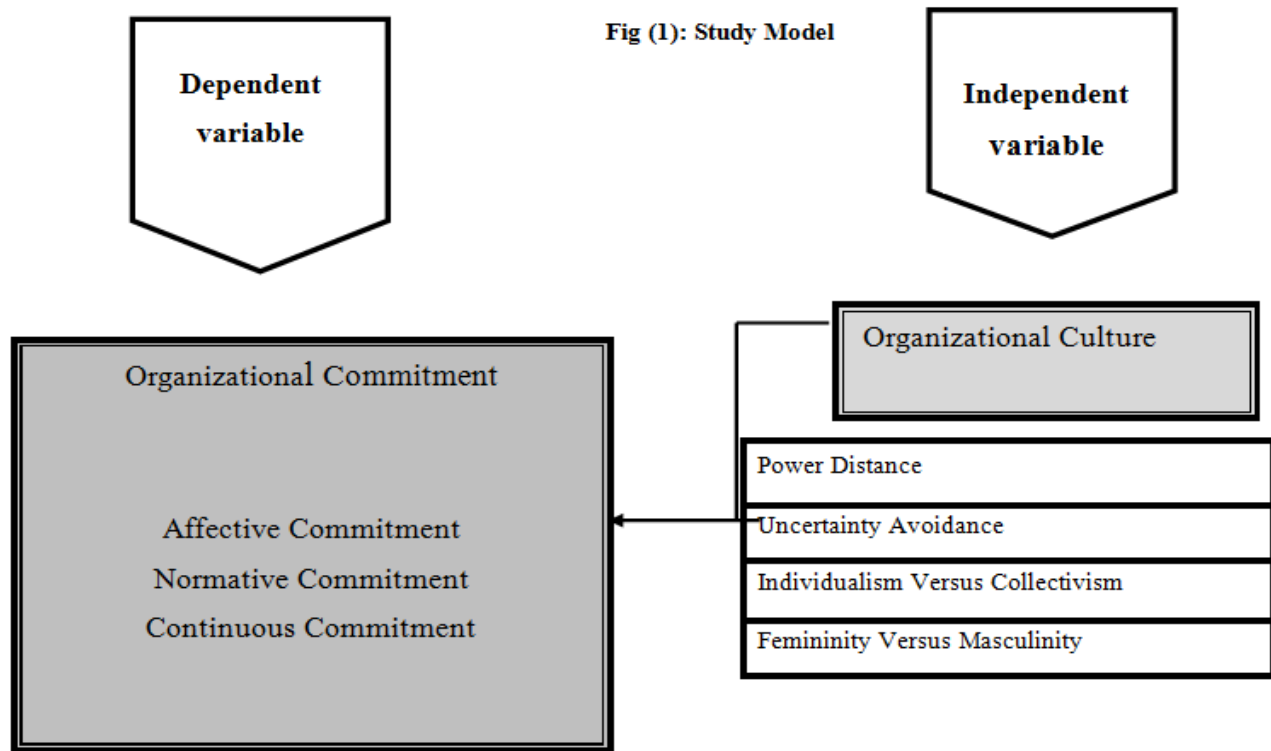 Fig (1): Study Model
Dependent
variable
Independent
variable
Organizational Commitment
Affective Commitment
Normative Commitment
Continuous Commitment
Organizational Culture
Power Distance
Uncertainty Avoidance
Individualism Versus Collectivism
Femininity Versus Masculinity